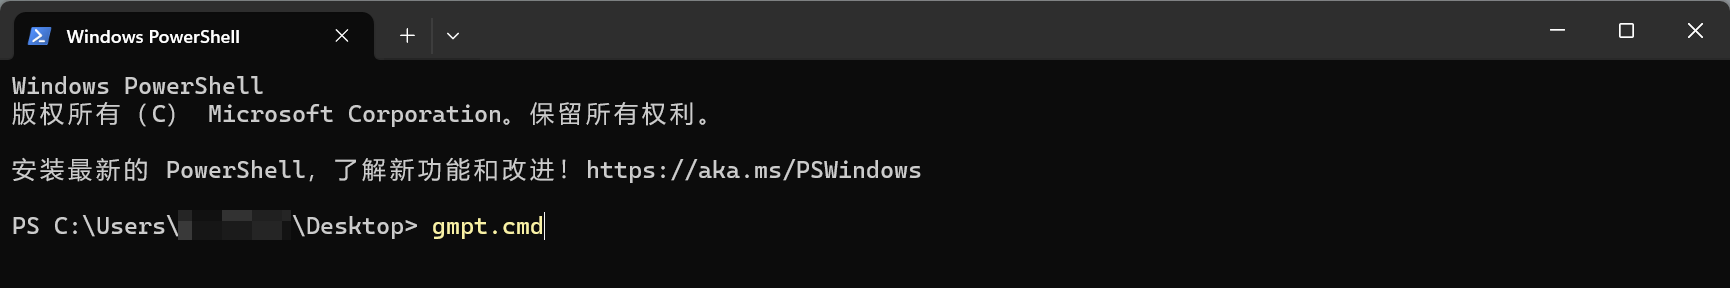 Windows PowerShell
Windows PowerShell
版权所有 (C)  Microsoft Corporation。保留所有权利。
安装最新的 PowerShell,了解新功能和改进!https://aka.ms/PSWindows
PS C:\Users\ \Desktop> gmpt.cmd